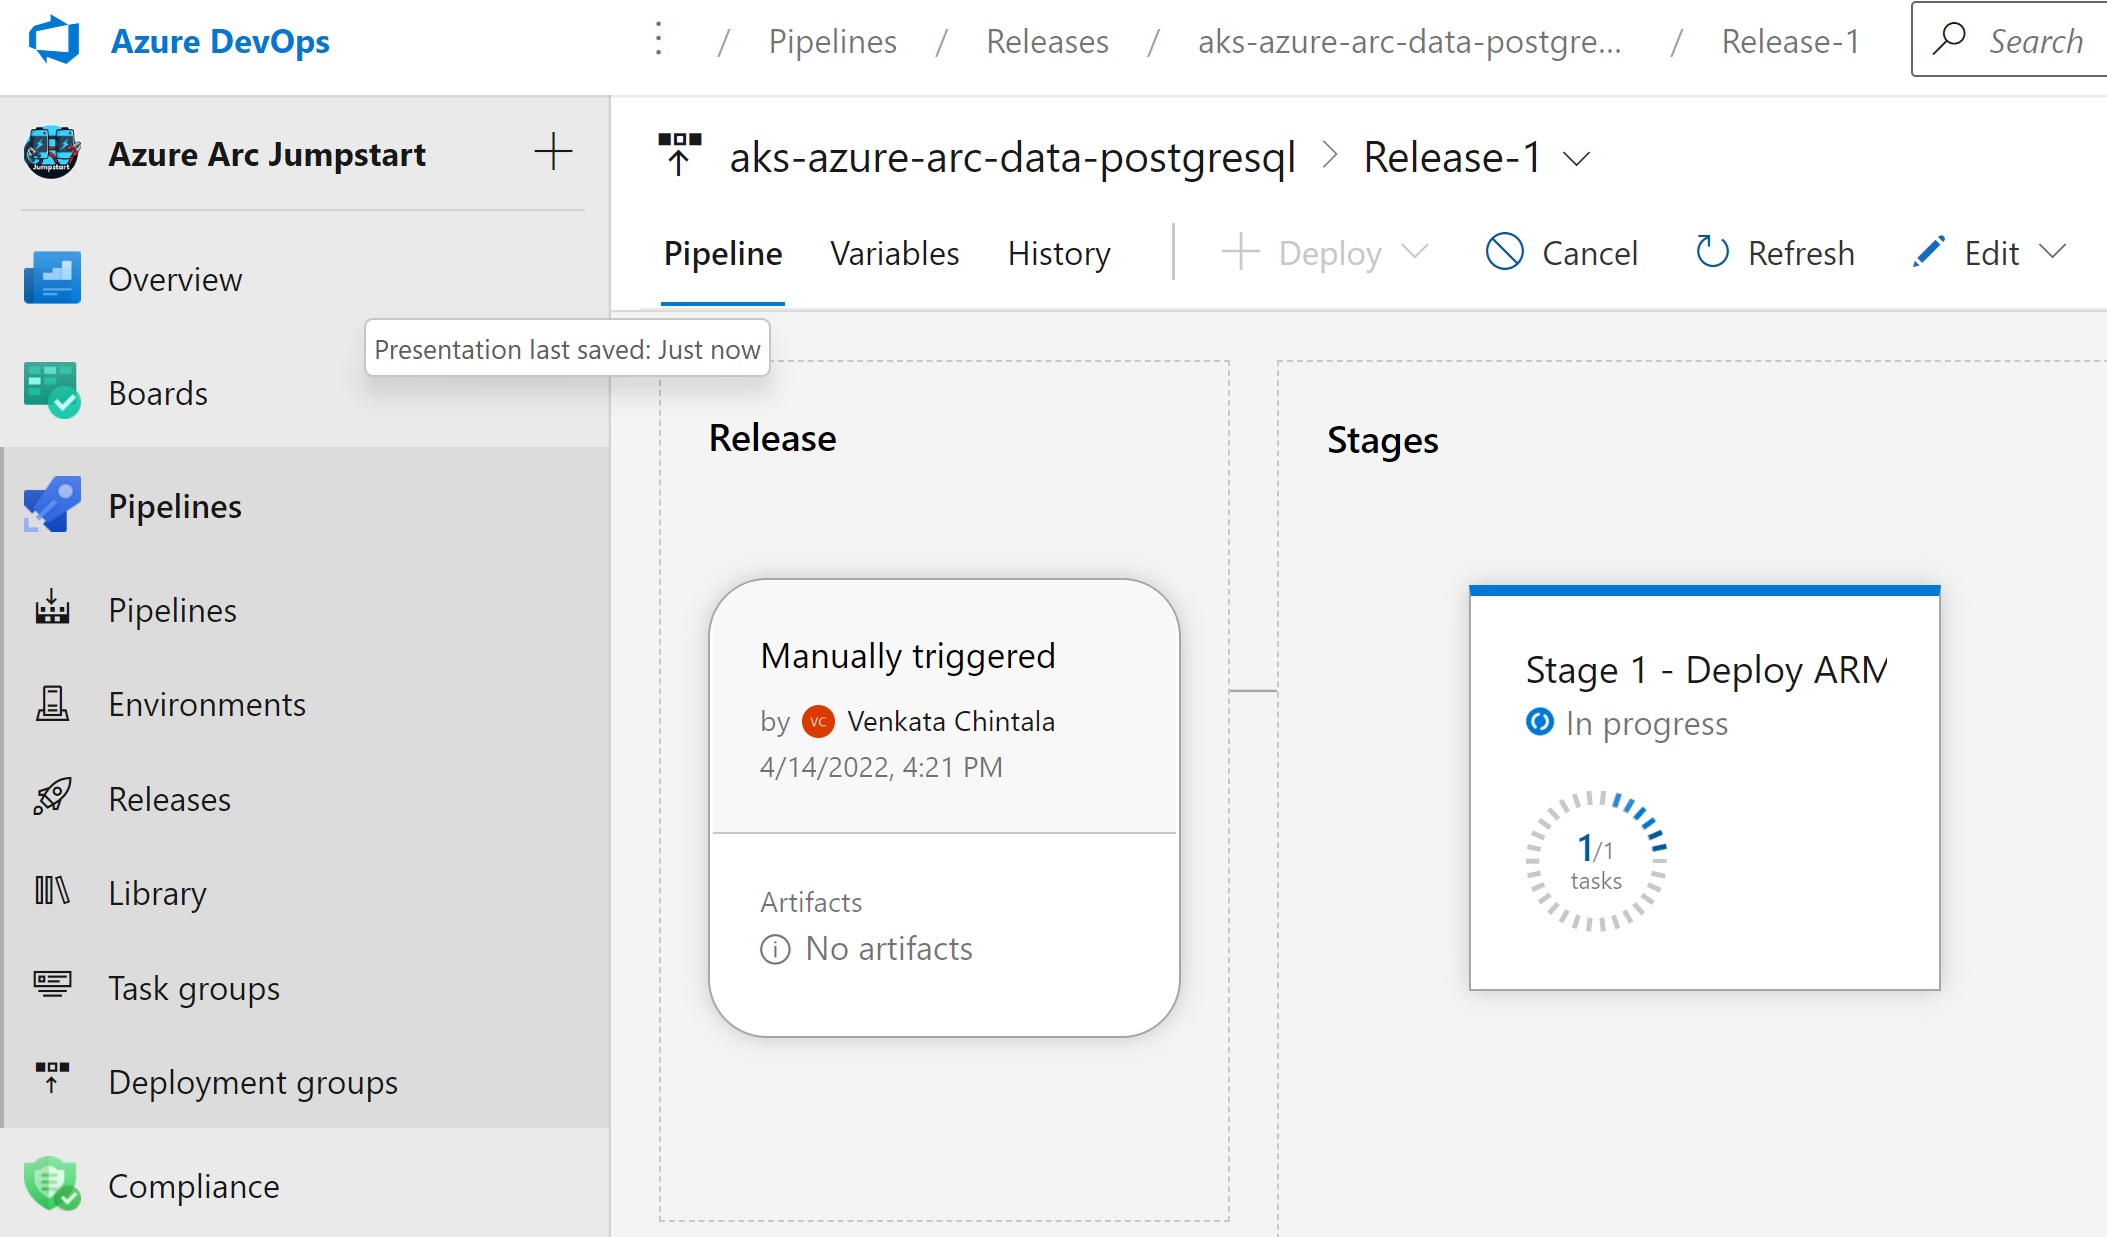 Azure DevOps
/ Pipelines / Releases / aks-azure-arc-data-postgre... / Release-1
Search
Azure Arc Jumpstart
Jumpstart
aks-azure-arc-data-postgresql > Release-1
Pipeline Variables History Deploy Cancel Refresh Edit
Overview
Presentation last saved: Just now
Boards
Pipelines
Pipelines
Environments
Releases
Library
Task groups
Deployment groups
Compliance
Release
Manually triggered
by VC Venkata Chintala
4/14/2022, 4:21 PM
Artifacts
No artifacts
Stages
Stage 1 - Deploy ARM
In progress
1/1
tasks